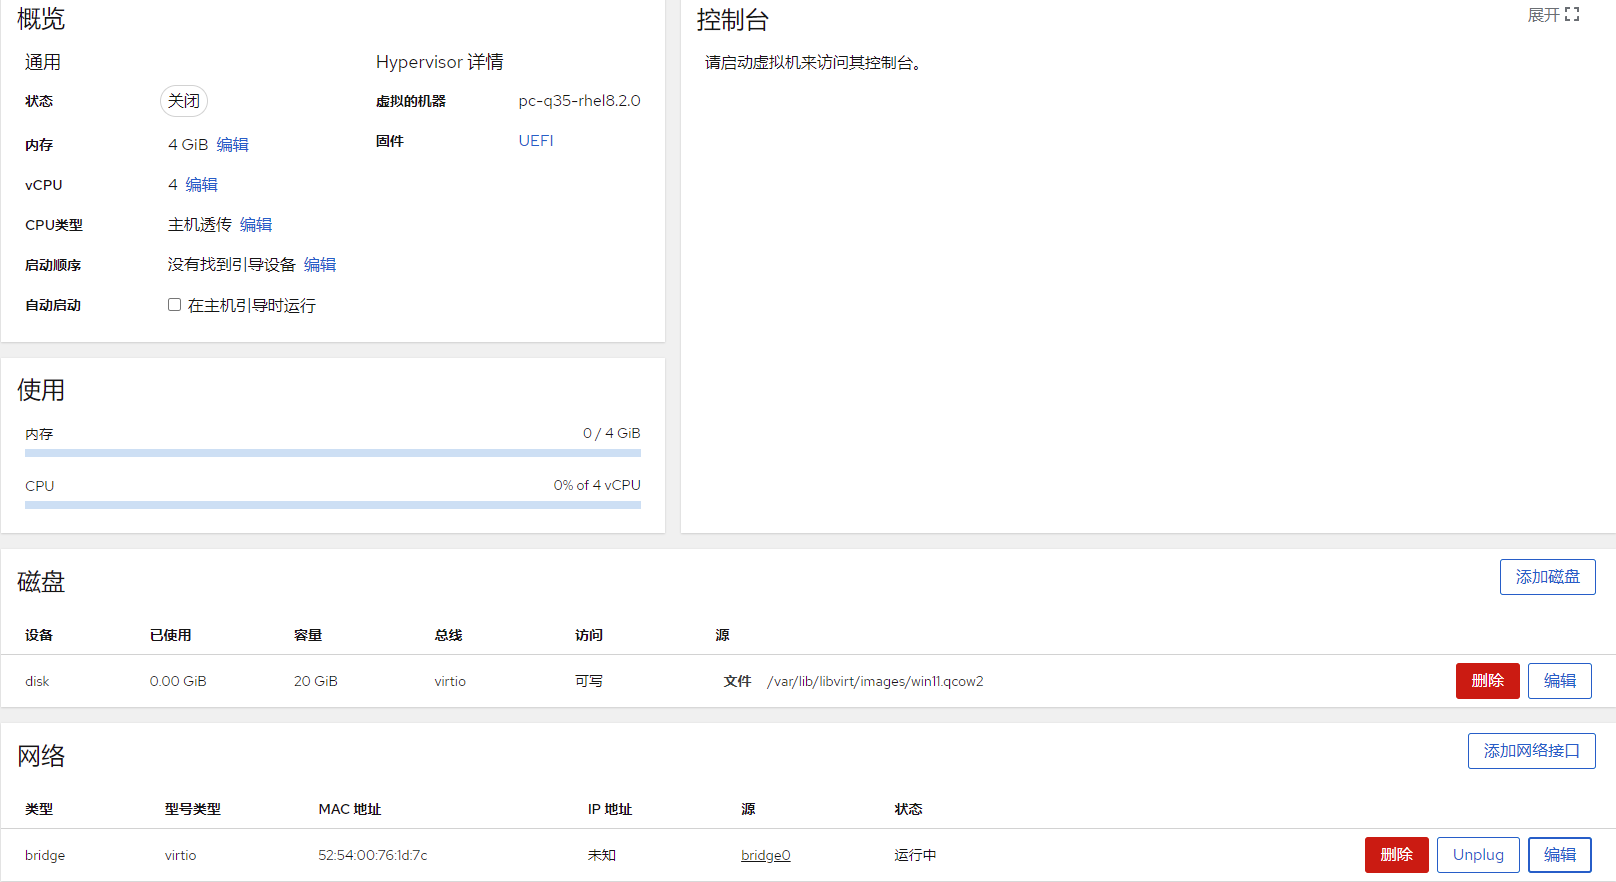 概览
通用
状态 关闭
内存 4 GiB 编辑
vCPU 4 编辑
CPU类型 主机透传 编辑
启动顺序 没有找到引导设备 编辑
自动启动 在主机引导时运行
Hypervisor 详情
虚拟的机器 pc-q35-rhel8.2.0
固件 UEFI
控制台 展开
请启动虚拟机来访问其控制台。
使用
内存 0 / 4 GiB
CPU 0% of 4 vCPU
磁盘 添加磁盘
设备 已使用 容量 总线 访问 源
disk 0.00 GiB 20 GiB virtio 可写 文件 /var/lib/libvirt/images/win11.qcow2 删除 编辑
网络 添加网络接口
类型 型号类型 MAC 地址 IP 地址 源 状态
bridge virtio 52:54:00:76:1d:7c 未知 bridge0 运行中 删除 Unplug 编辑